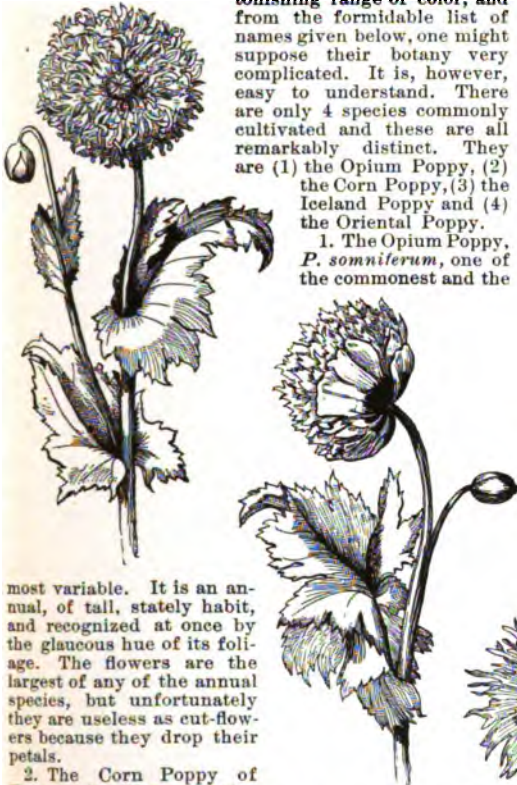 tonishing range of color, and
from the formidable list of
names given below, one might
suppose their botany very
complicated. It is, however,
easy to understand. There
are only 4 species commonly
cultivated and these are all
remarkably distinct. They
are (1) the Opium Poppy, (2)
the Corn Poppy, (3) the
Iceland Poppy and (4)
the Oriental Poppy.
1. The Opium Poppy,
P. somniferum, one of
the commonest and the
most variable. It is an an-
nual, of tall, stately habit,
and recognized at once by
the glaucous hue of its foli-
age. The flowers are the
largest of any of the annual
species, but unfortunately
they are useless as cut-flow-
ers because they drop their
petals.
2. The Corn Poppy of